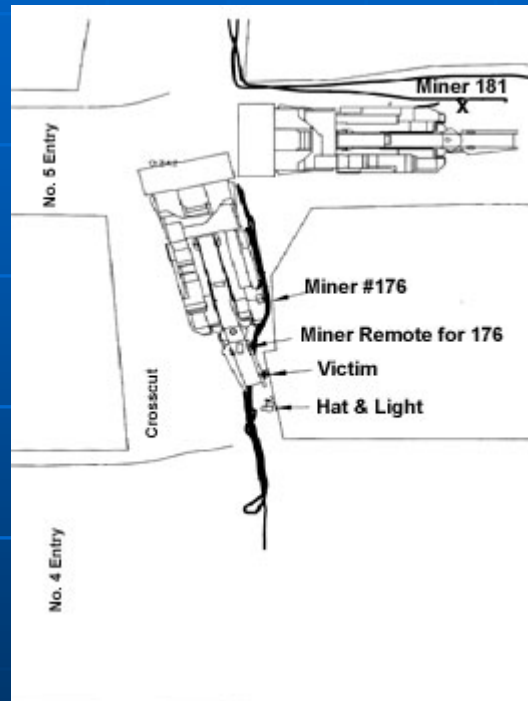 Miner 181
X
No. 5 Entry
Miner #176
Miner Remote for 176
Victim
Hat & Light
Crosscut
No. 4 Entry